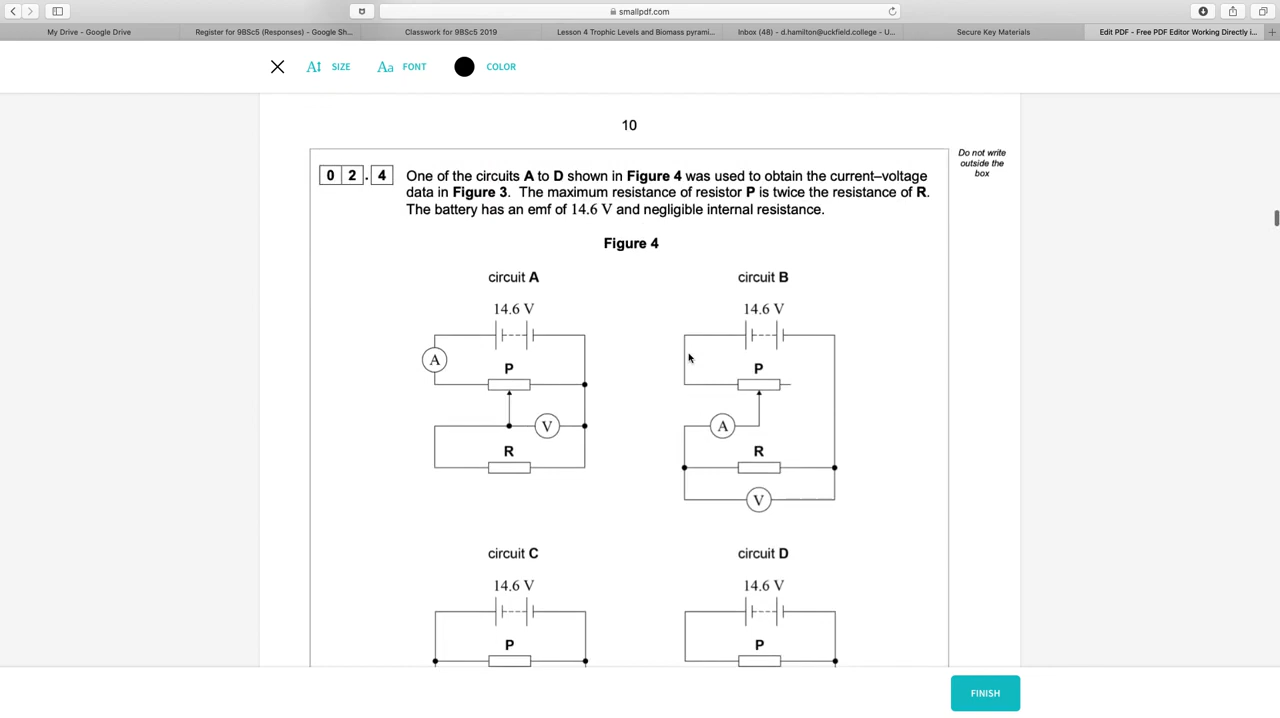 smallpdf.com
My Drive - Google Drive
Register for 9BSc5 (Responses) - Google Sh...
Classwork for 9BSc5 2019
Lesson 4 Trophic Levels and Biomass pyrami...
Inbox (48) - d.hamilton@uckfield.college - U...
Secure Key Materials
Edit PDF - Free PDF Editor Working Directly i...
SIZE
Aa FONT
COLOR
10
Do not write
outside the
box
0 2 . 4 One of the circuits A to D shown in Figure 4 was used to obtain the current–voltage
data in Figure 3. The maximum resistance of resistor P is twice the resistance of R.
The battery has an emf of 14.6 V and negligible internal resistance.
Figure 4
circuit A
circuit B
14.6 V
14.6 V
A
P
P
V
A
R
R
V
circuit C
circuit D
14.6 V
14.6 V
P
P
FINISH